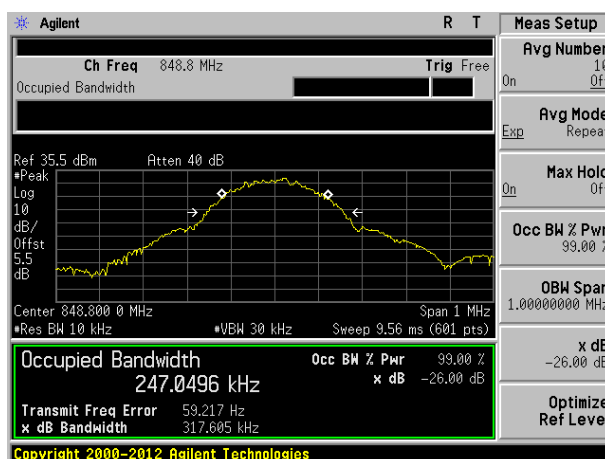 Agilent R T
Meas Setup
Ch Freq 848.8 MHz Trig Free
Occupied Bandwidth
Avg Number
10
On Off
Avg Mode
Exp Repeat
Max Hold
On Off
Occ BW % Pwr
99.00 %
OBW Span
1.00000000 MHz
x dB
-26.00 dB
Optimize
Ref Level
Ref 35.5 dBm Atten 40 dB
#Peak
Log
10
dB/
Offst
5.5
dB
Center 848.800 0 MHz Span 1 MHz
#Res BW 10 kHz #VBW 30 kHz Sweep 9.56 ms (601 pts)
Occupied Bandwidth Occ BW % Pwr 99.00 %
247.0496 kHz x dB -26.00 dB
Transmit Freq Error 59.217 Hz
x dB Bandwidth 317.605 kHz
Copyright 2000-2012 Agilent Technologies